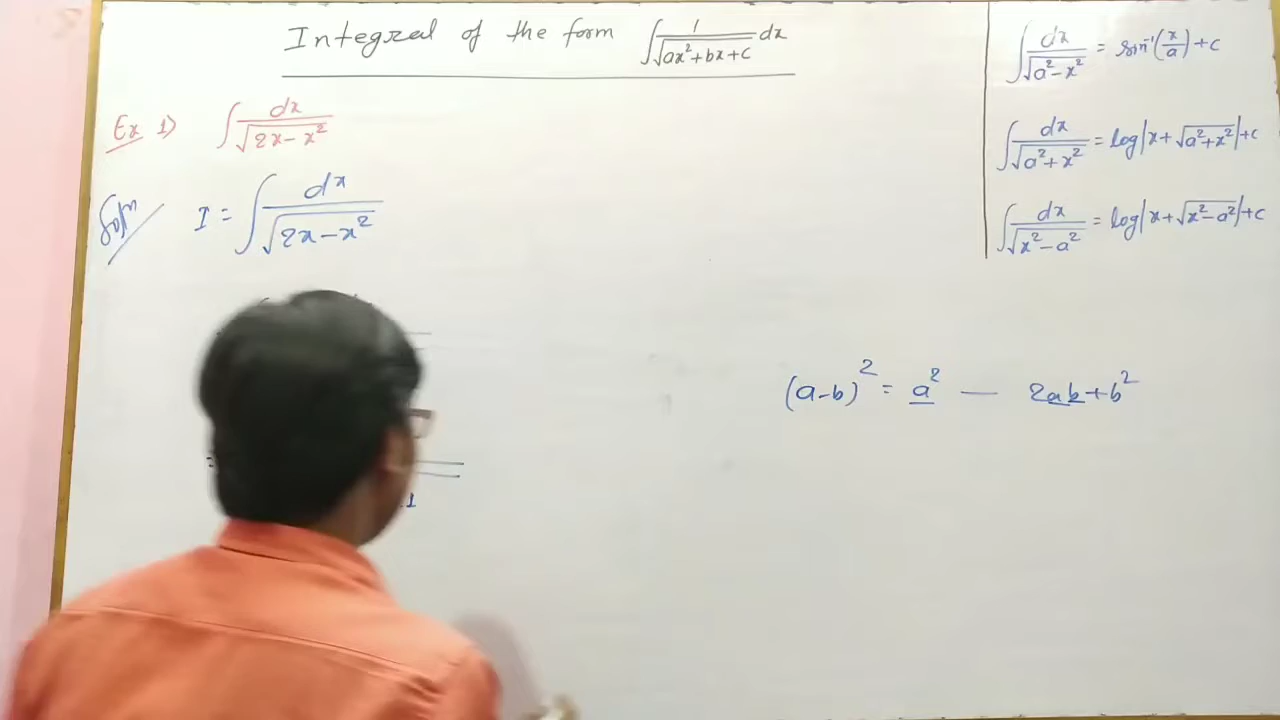 Integral of the form ∫ 1/√(ax²+bx+c) dx
Ex 1) ∫ dx/√(2x-x²)
Soln I = ∫ dx/√(2x-x²)
=
1
(a-b)² = a² — 2ab+b²
∫ dx/√(a²-x²) = sin⁻¹(x/a)+c
∫ dx/√(a²+x²) = log|x+√(a²+x²)|+c
∫ dx/√(x²-a²) = log|x+√(x²-a²)|+c